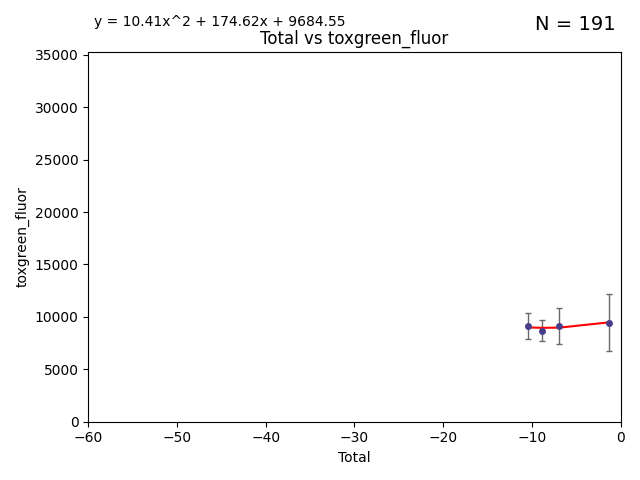 y = 10.41x^2 + 174.62x + 9684.55
N = 191
Total vs toxgreen_fluor
35000
30000
25000
20000
15000
10000
5000
0
toxgreen_fluor
−60 −50 −40 −30 −20 −10 0
Total